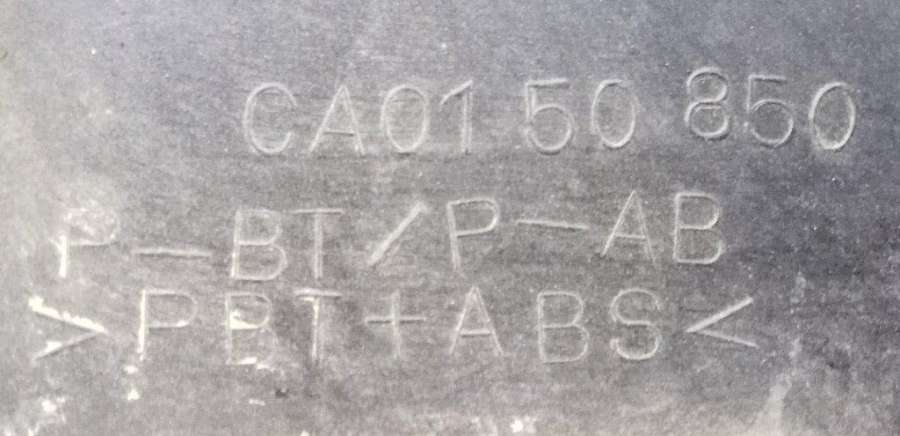 CA01 50 850
P-BT/P-AB
>PBT+ABS<